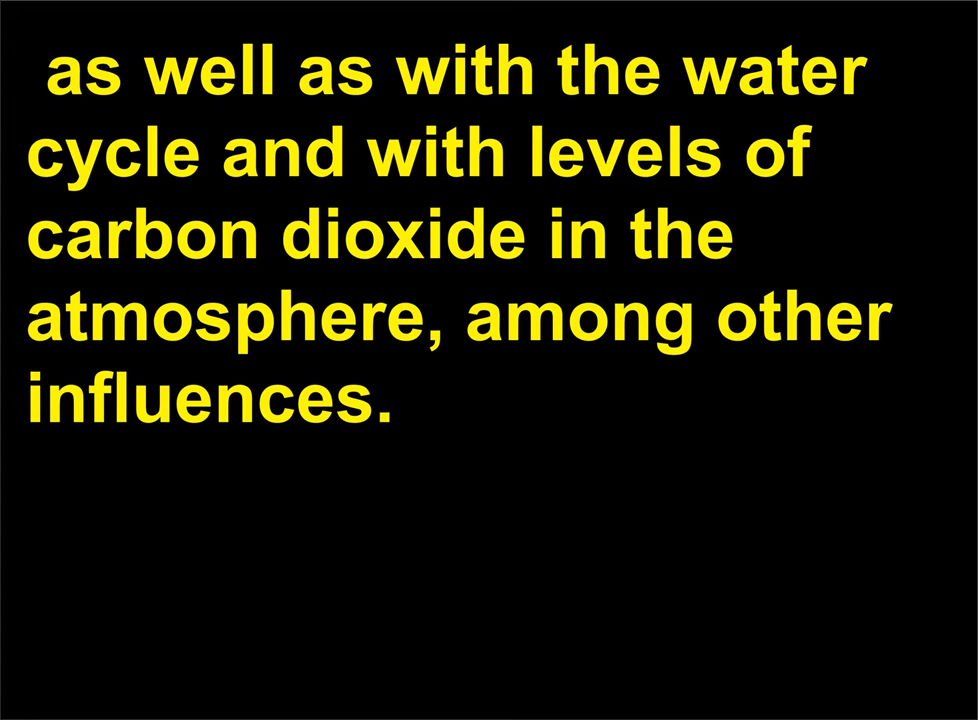 as well as with the water
cycle and with levels of
carbon dioxide in the
atmosphere, among other
influences.